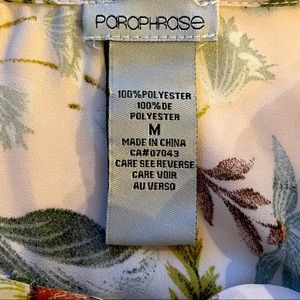 PARAPHRASE
100%POLYESTER
100%DE
POLYESTER
M
MADE IN CHINA
CA#07043
CARE SEE REVERSE
CARE VOIR
AU VERSO